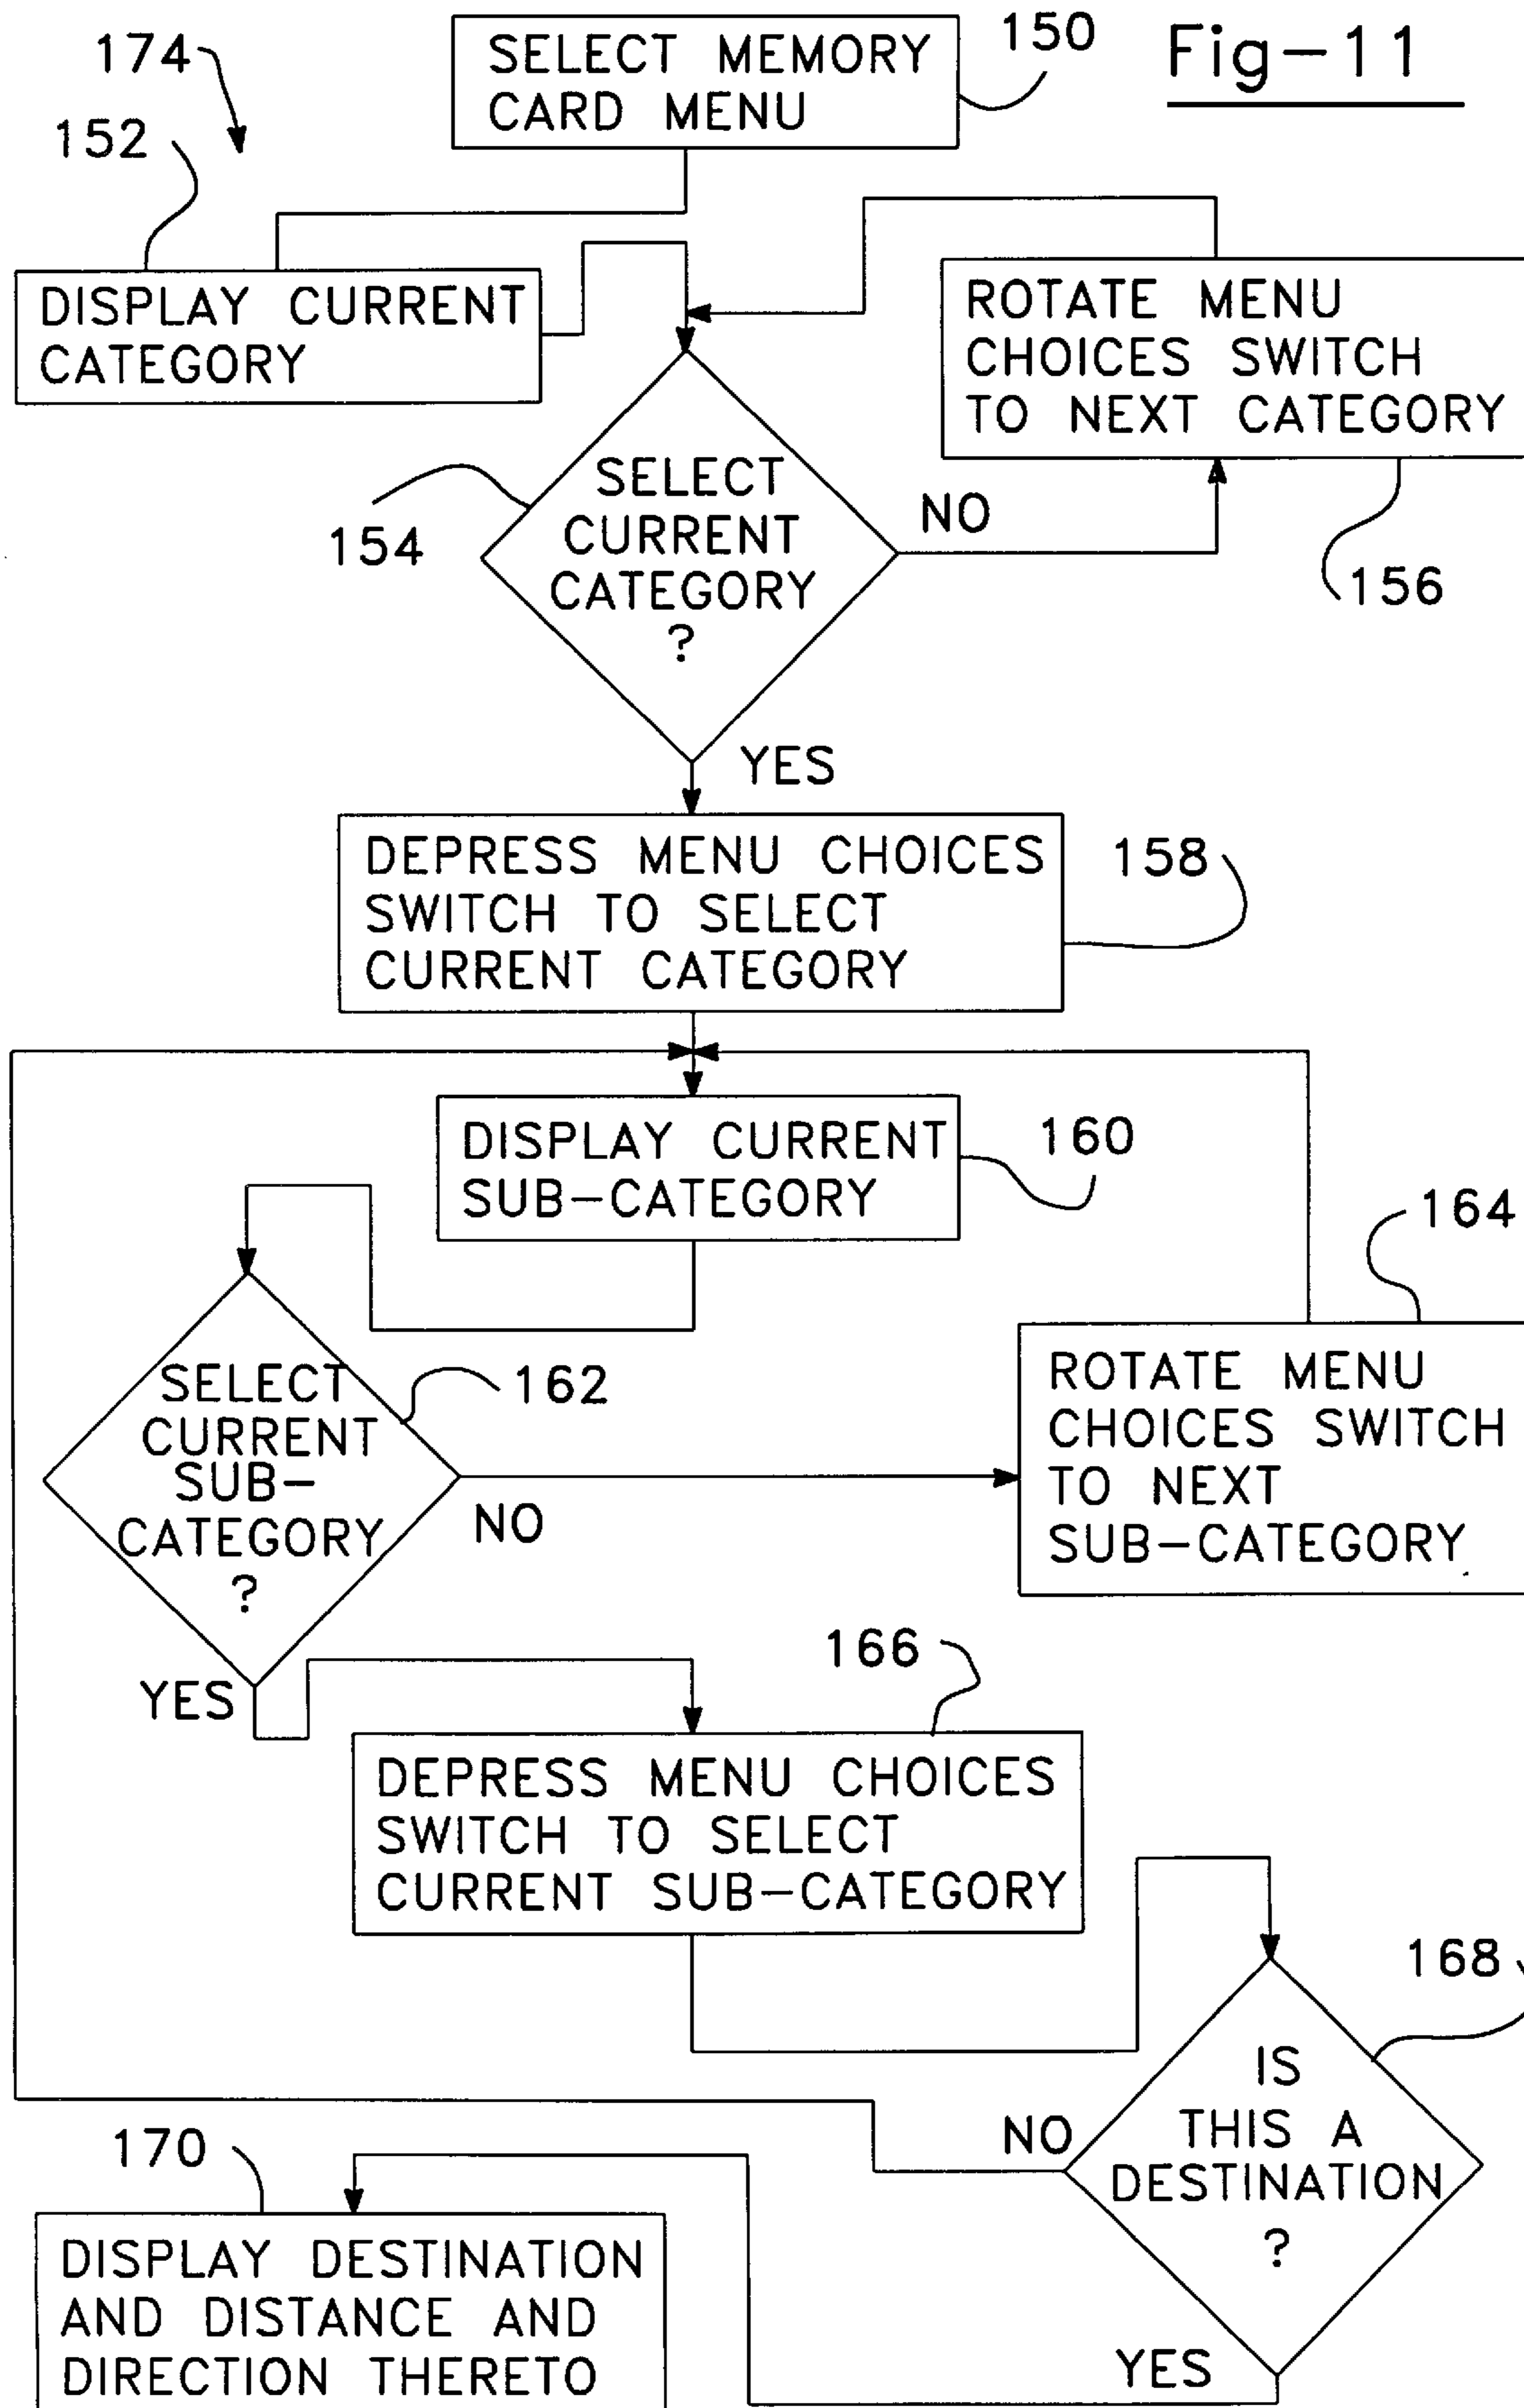 Fig-11
174
SELECT MEMORY
CARD MENU
150
152
DISPLAY CURRENT
CATEGORY
ROTATE MENU
CHOICES SWITCH
TO NEXT CATEGORY
156
SELECT
CURRENT
CATEGORY
?
154
NO
YES
DEPRESS MENU CHOICES
SWITCH TO SELECT
CURRENT CATEGORY
158
DISPLAY CURRENT
SUB-CATEGORY
160
164
SELECT
CURRENT
SUB-
CATEGORY
?
162
NO
ROTATE MENU
CHOICES SWITCH
TO NEXT
SUB-CATEGORY
YES
166
DEPRESS MENU CHOICES
SWITCH TO SELECT
CURRENT SUB-CATEGORY
168
IS
THIS A
DESTINATION
?
NO
YES
170
DISPLAY DESTINATION
AND DISTANCE AND
DIRECTION THERETO